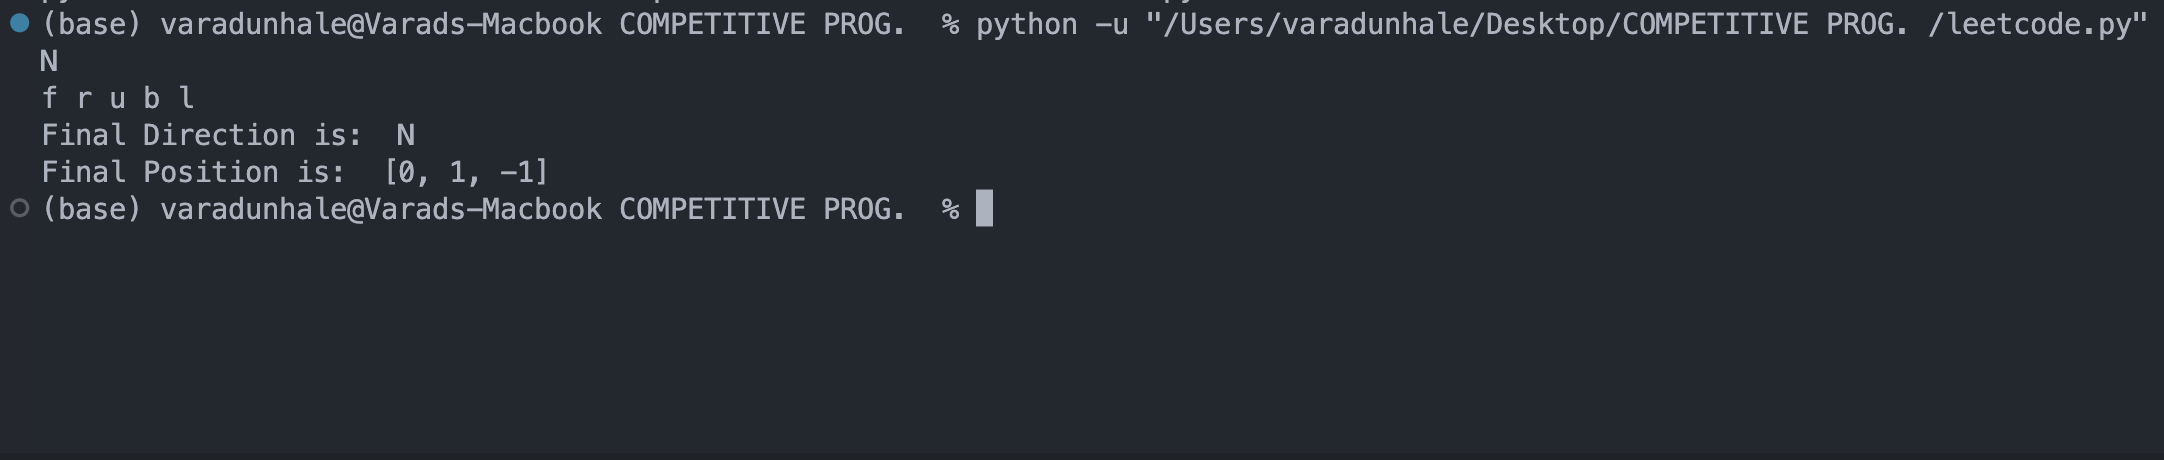 (base) varadunhale@Varads-Macbook COMPETITIVE PROG.  % python -u "/Users/varadunhale/Desktop/COMPETITIVE PROG. /leetcode.py"
N
f r u b l
Final Direction is:  N
Final Position is:  [0, 1, -1]
(base) varadunhale@Varads-Macbook COMPETITIVE PROG.  %